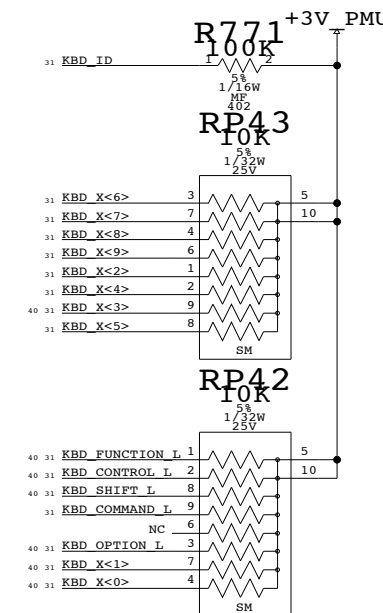 +3V_PMU
R771
100K
31 KBD_ID 1 2
5%
1/16W
MF
402
RP43
10K
5%
1/32W
25V
31 KBD_X<6> 3 5
31 KBD_X<7> 7 10
31 KBD_X<8> 4
31 KBD_X<9> 6
31 KBD_X<2> 1
31 KBD_X<4> 2
40 31 KBD_X<3> 9
31 KBD_X<5> 8
SM
RP42
10K
5%
1/32W
25V
40 31 KBD_FUNCTION_L 1 5
40 31 KBD_CONTROL_L 2 10
40 31 KBD_SHIFT_L 8
31 KBD_COMMAND_L 9
NC 6
40 31 KBD_OPTION_L 3
40 31 KBD_X<1> 7
40 31 KBD_X<0> 4
SM